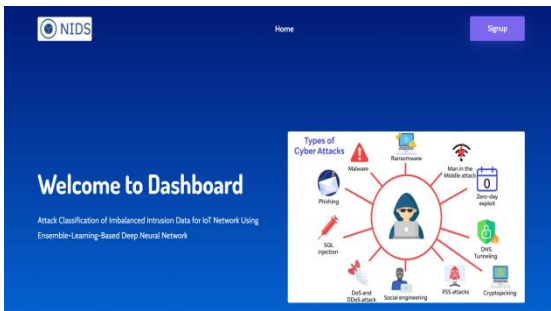 NIDS
Home
Signup
Welcome to Dashboard
Attack Classification of Imbalanced Intrusion Data for IoT Network Using
Ensemble-Learning-Based Deep Neural Network
Types of
Cyber Attacks
Malware
Ransomware
Man in the
Middle attack
0
Zero-day
exploit
Phishing
SQL
injection
DNS
Tunneling
DoS and
DDoS attack
Social engineering
XSS attacks
Cryptojacking